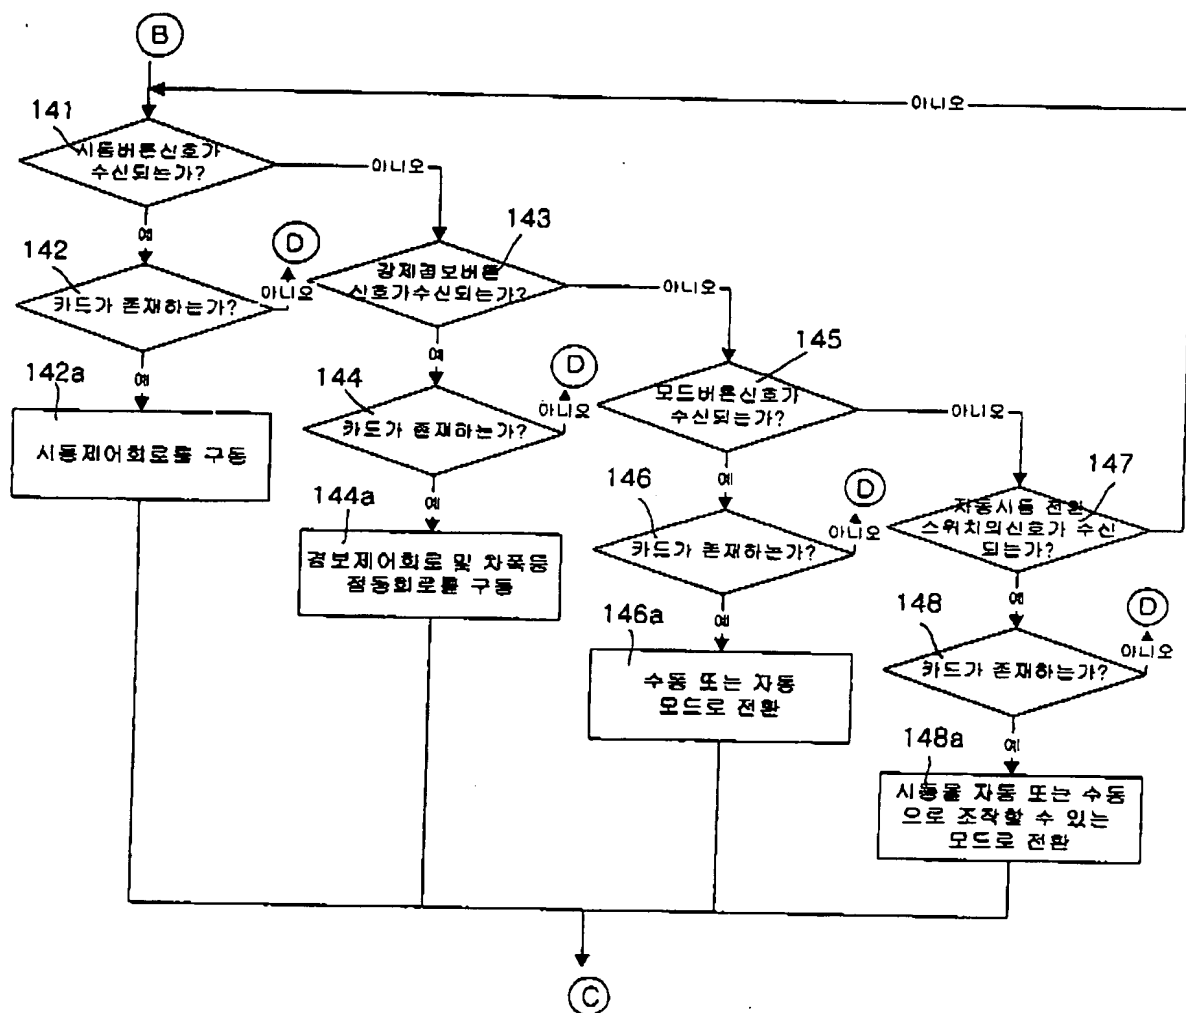 B
아니오
141
시동버튼신호가
수신되는가?
아니오
예
142
카드가 존재하는가?
D
아니오
예
142a
시동제어회로를 구동
143
강제경보버튼
신호가수신되는가?
아니오
예
144
카드가 존재하는가?
D
아니오
예
144a
경보제어회로 및 차폭등
점등회로를 구동
145
모드버튼신호가
수신되는가?
아니오
예
146
카드가 존재하는가?
D
아니오
예
146a
수동 또는 자동
모드로 전환
147
자동시동 전환
스위치의신호가 수신
되는가?
예
148
카드가 존재하는가?
D
아니오
예
148a
시동을 자동 또는 수동
으로 조작할 수 있는
모드로 전환
C